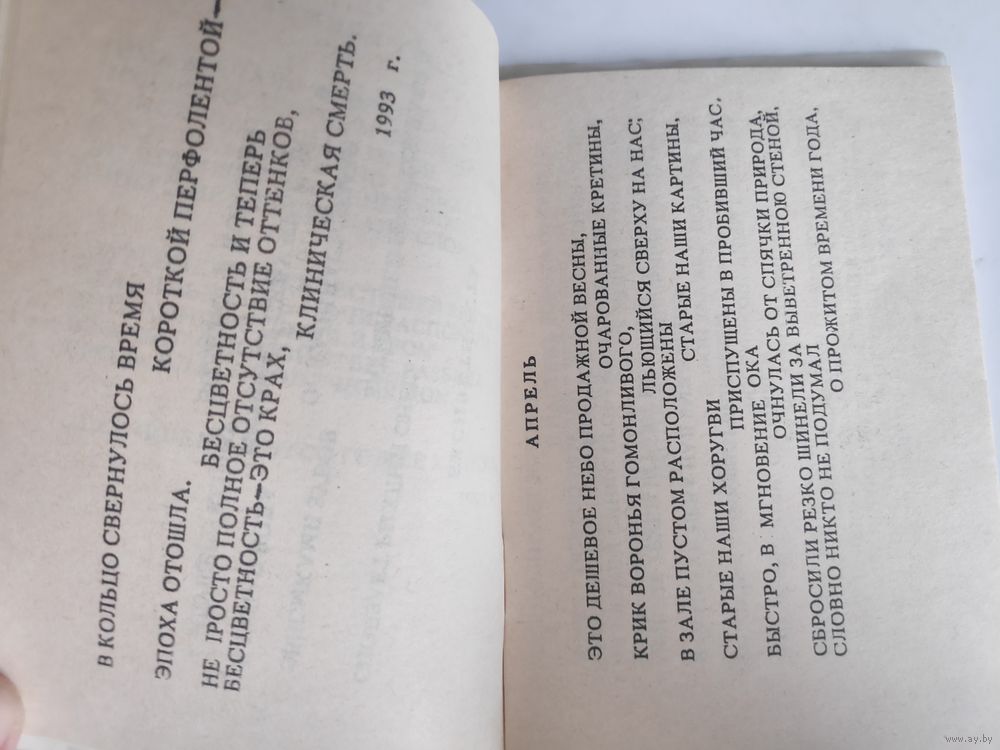 В КОЛЬЦО СВЕРНУЛОСЬ ВРЕМЯ
КОРОТКОЙ ПЕРФОЛЕНТОЙ—
ЭПОХА ОТОШЛА.
БЕСЦВЕТНОСТЬ И ТЕПЕРЬ
НЕ ПРОСТО ПОЛНОЕ ОТСУТСТВИЕ ОТТЕНКОВ,
БЕСЦВЕТНОСТЬ—ЭТО КРАХ,
КЛИНИЧЕСКАЯ СМЕРТЬ.
1993 г.
АПРЕЛЬ
ЭТО ДЕШЕВОЕ НЕБО ПРОДАЖНОЙ ВЕСНЫ,
ОЧАРОВАННЫЕ КРЕТИНЫ,
КРИК ВОРОНЬЯ ГОМОНЛИВОГО,
ЛЬЮЩИЙСЯ СВЕРХУ НА НАС;
В ЗАЛЕ ПУСТОМ РАСПОЛОЖЕНЫ
СТАРЫЕ НАШИ КАРТИНЫ,
СТАРЫЕ НАШИ ХОРУГВИ
ПРИСПУЩЕНЫ В ПРОБИВШИЙ ЧАС.
БЫСТРО, В МГНОВЕНИЕ ОКА
ОЧНУЛАСЬ ОТ СПЯЧКИ ПРИРОДА,
СБРОСИЛИ РЕЗКО ШИНЕЛИ ЗА ВЫВЕТРЕННОЮ СТЕНОЙ.
СЛОВНО НИКТО НЕ ПОДУМАЛ
О ПРОЖИТОМ ВРЕМЕНИ ГОДА,
© www.ay.by